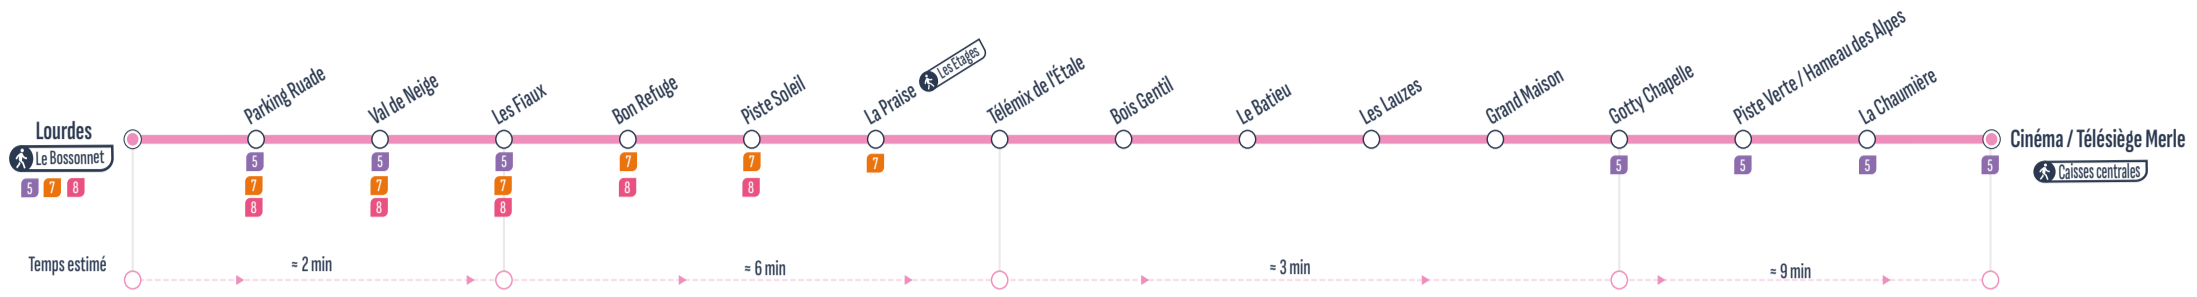 Lourdes
Le Bossonnet
5 7 8
Parking Ruade
5
7
8
Val de Neige
5
7
8
Les Fiaux
5
7
8
Bon Refuge
7
8
Piste Soleil
7
8
La Praise
Les Etages
7
Télémix de l'Étale
Bois Gentil
Le Batieu
Les Lauzes
Grand Maison
Gotty Chapelle
5
Piste Verte / Hameau des Alpes
5
La Chaumière
5
Cinéma / Télésiège Merle
Caisses centrales
5
Temps estimé
≈ 2 min
≈ 6 min
≈ 3 min
≈ 9 min